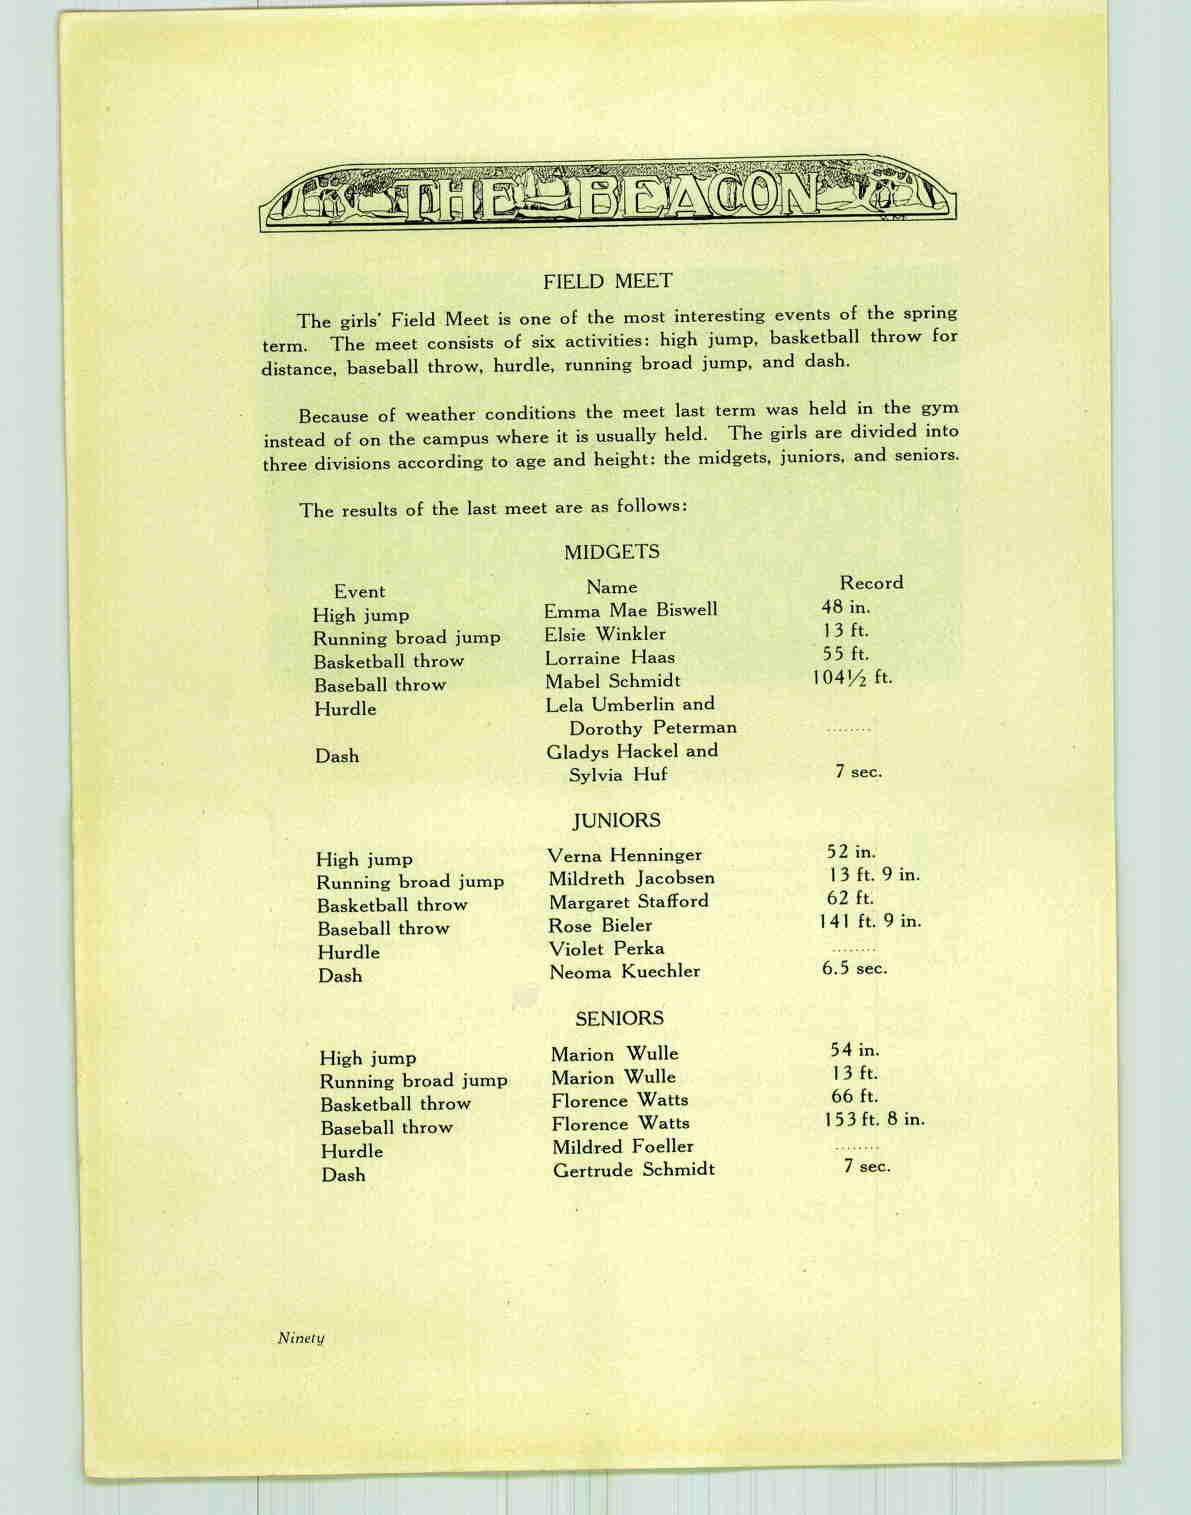 THE BEACON
FIELD MEET
The girls' Field Meet is one of the most interesting events of the spring
term. The meet consists of six activities: high jump, basketball throw for
distance, baseball throw, hurdle, running broad jump, and dash.
Because of weather conditions the meet last term was held in the gym
instead of on the campus where it is usually held. The girls are divided into
three divisions according to age and height: the midgets, juniors, and seniors.
The results of the last meet are as follows:
MIDGETS
Event Name Record
High jump Emma Mae Biswell 48 in.
Running broad jump Elsie Winkler 13 ft.
Basketball throw Lorraine Haas 55 ft.
Baseball throw Mabel Schmidt 104½ ft.
Hurdle Lela Umberlin and
Dorothy Peterman ........
Dash Gladys Hackel and
Sylvia Huf 7 sec.
JUNIORS
High jump Verna Henninger 52 in.
Running broad jump Mildreth Jacobsen 13 ft. 9 in.
Basketball throw Margaret Stafford 62 ft.
Baseball throw Rose Bieler 141 ft. 9 in.
Hurdle Violet Perka ........
Dash Neoma Kuechler 6.5 sec.
SENIORS
High jump Marion Wulle 54 in.
Running broad jump Marion Wulle 13 ft.
Basketball throw Florence Watts 66 ft.
Baseball throw Florence Watts 153 ft. 8 in.
Hurdle Mildred Foeller ........
Dash Gertrude Schmidt 7 sec.
Ninety